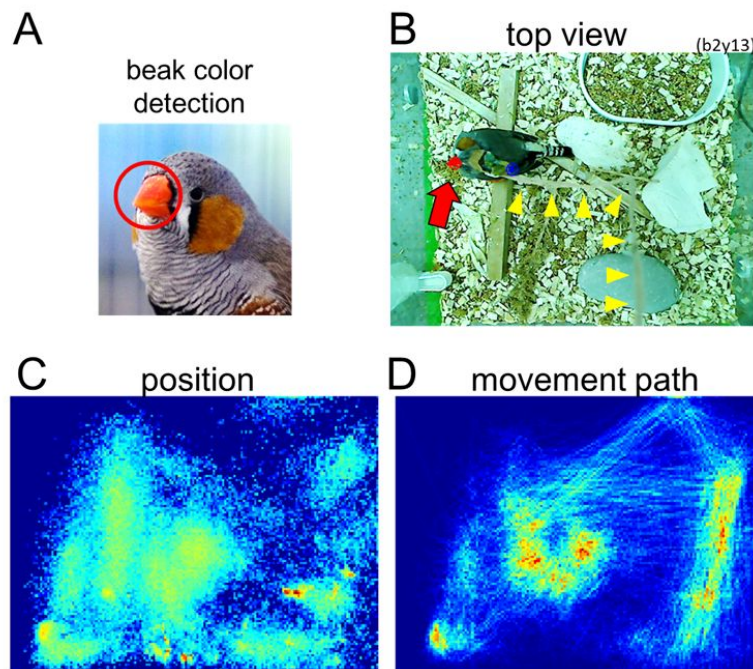 A
beak color
detection
B
top view
(b2y13)
C
position
D
movement path